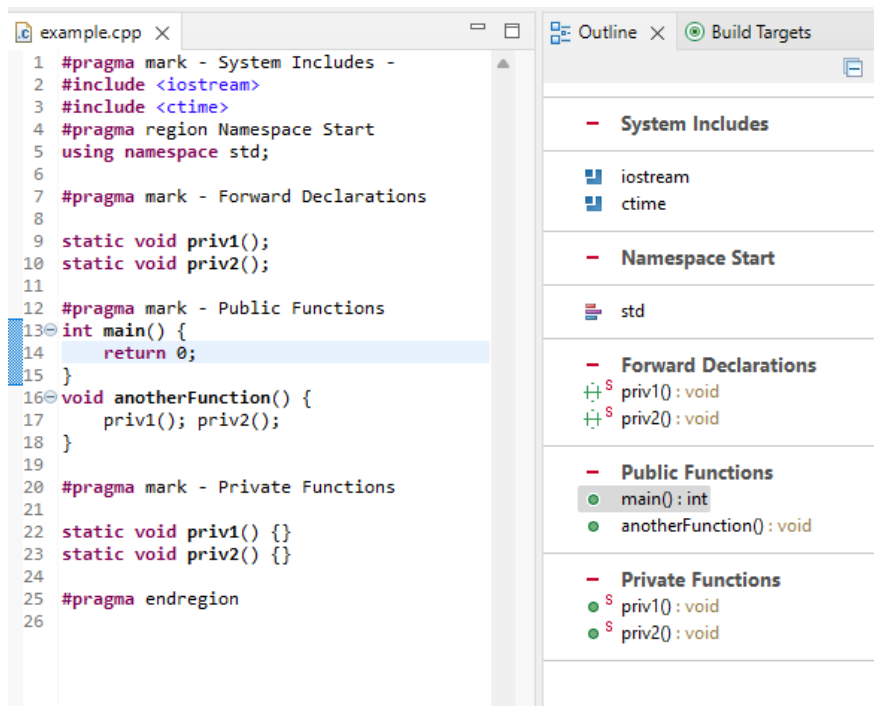 example.cpp
1 #pragma mark - System Includes -
2 #include <iostream>
3 #include <ctime>
4 #pragma region Namespace Start
5 using namespace std;
6
7 #pragma mark - Forward Declarations
8
9 static void priv1();
10 static void priv2();
11
12 #pragma mark - Public Functions
13 int main() {
14     return 0;
15 }
16 void anotherFunction() {
17     priv1(); priv2();
18 }
19
20 #pragma mark - Private Functions
21
22 static void priv1() {}
23 static void priv2() {}
24
25 #pragma endregion
26
Outline
Build Targets
System Includes
iostream
ctime
Namespace Start
std
Forward Declarations
S priv1() : void
S priv2() : void
Public Functions
main() : int
anotherFunction() : void
Private Functions
S priv1() : void
S priv2() : void